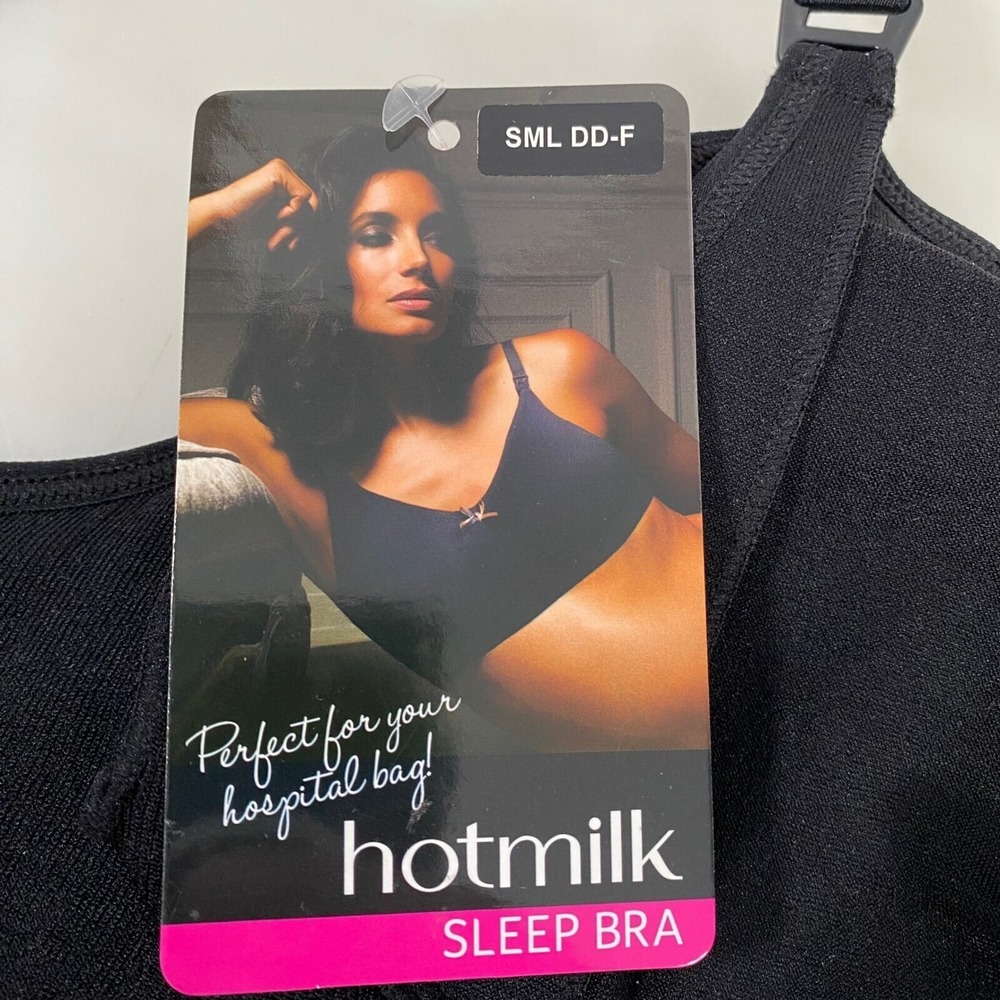 SML DD-F
Perfect for your
hospital bag!
hotmilk
SLEEP BRA